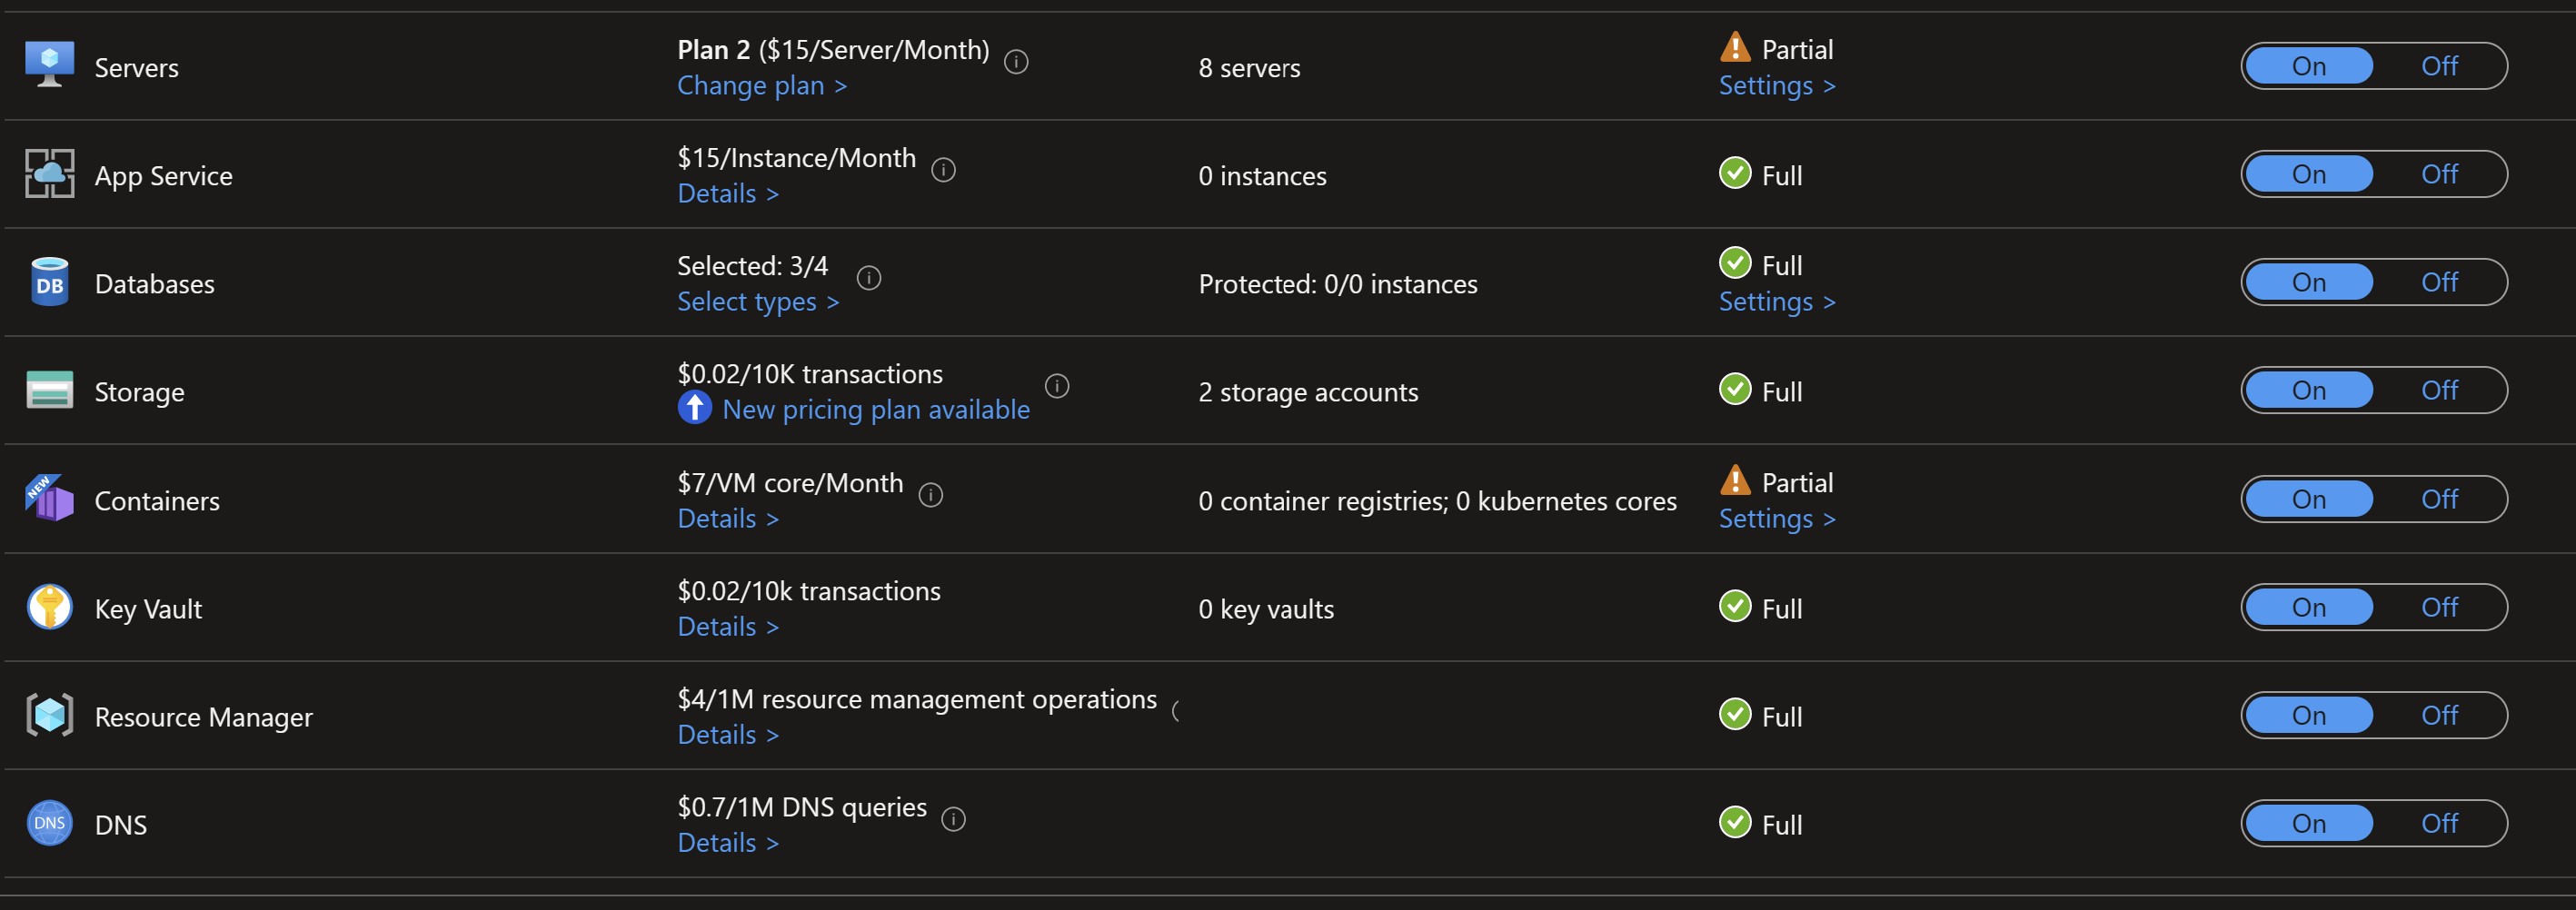 Servers
Plan 2 ($15/Server/Month)
Change plan >
8 servers
Partial
Settings >
On Off
App Service
$15/Instance/Month
Details >
0 instances
Full
On Off
DB
Databases
Selected: 3/4
Select types >
Protected: 0/0 instances
Full
Settings >
On Off
Storage
$0.02/10K transactions
New pricing plan available
2 storage accounts
Full
On Off
NEW
Containers
$7/VM core/Month
Details >
0 container registries; 0 kubernetes cores
Partial
Settings >
On Off
Key Vault
$0.02/10k transactions
Details >
0 key vaults
Full
On Off
Resource Manager
$4/1M resource management operations
Details >
Full
On Off
DNS
DNS
$0.7/1M DNS queries
Details >
Full
On Off